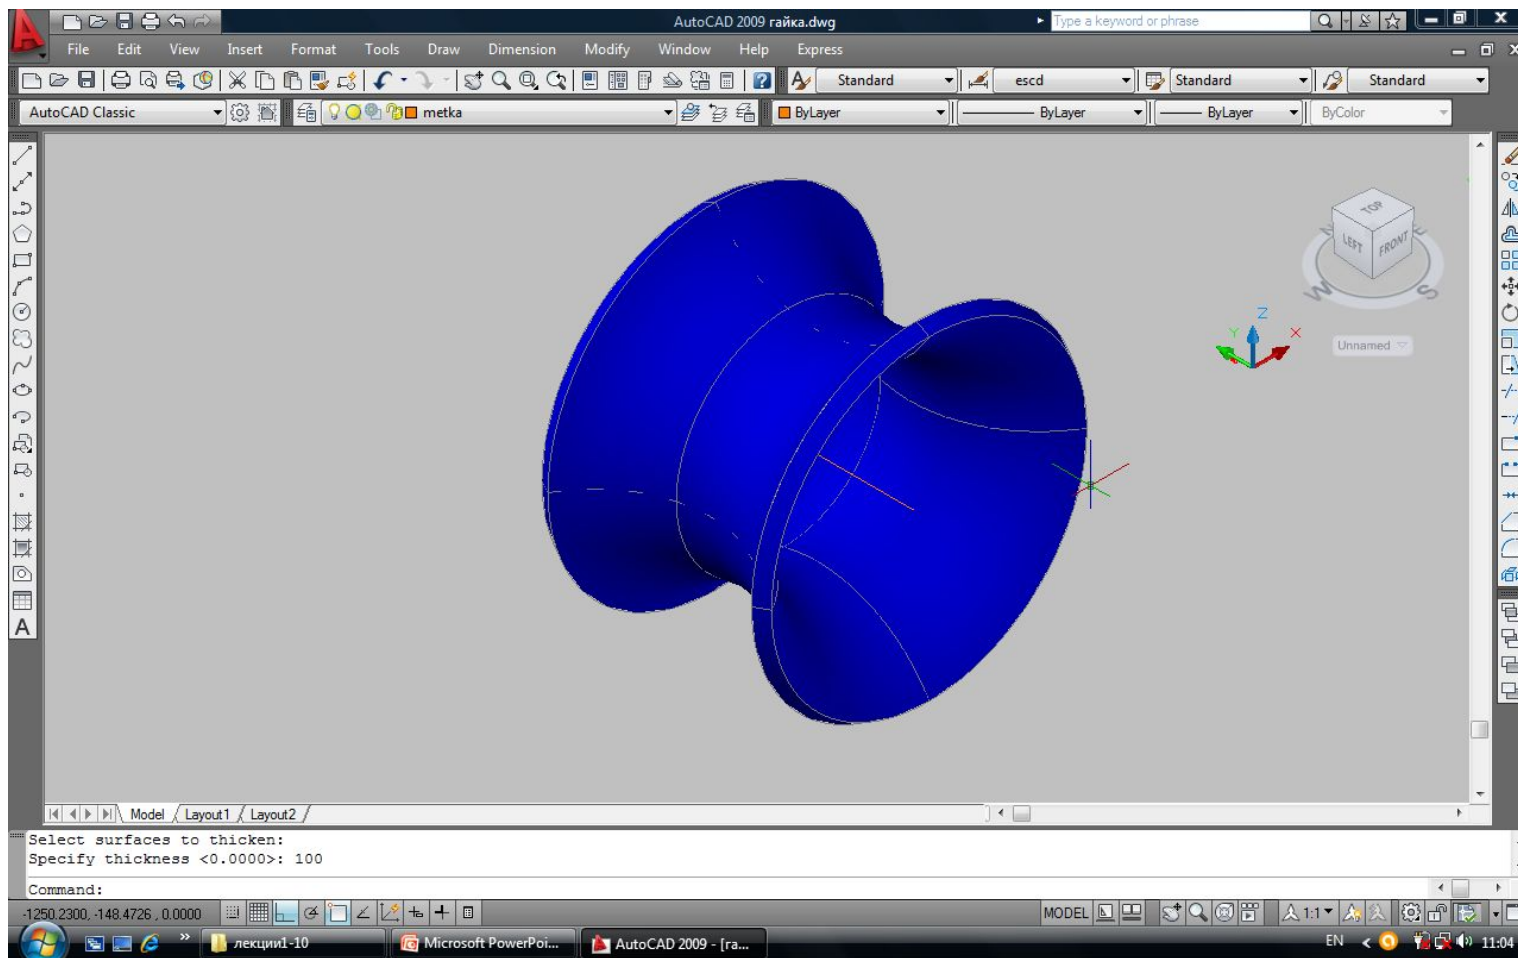 AutoCAD 2009 гайка.dwg
Type a keyword or phrase
File Edit View Insert Format Tools Draw Dimension Modify Window Help Express
Standard escd Standard Standard
AutoCAD Classic metka ByLayer ByLayer ByLayer ByColor
TOP
LEFT FRONT
W S
Z
Y X
Unnamed
A
Model Layout1 Layout2
Select surfaces to thicken:
Specify thickness <0.0000>: 100
Command:
-1250.2300, -148.4726 , 0.0000 MODEL 1:1
лекции1-10 Microsoft PowerPoi... AutoCAD 2009 - [га... EN 11:04